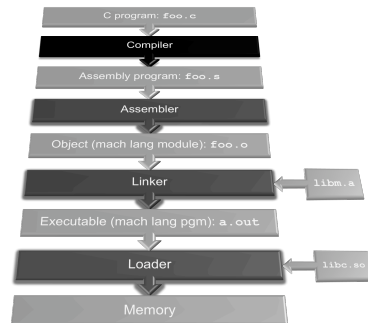 C program: foo.c
Compiler
Assembly program: foo.s
Assembler
Object (mach lang module): foo.o
Linker
libm.a
Executable (mach lang pgm): a.out
Loader
libc.so
Memory